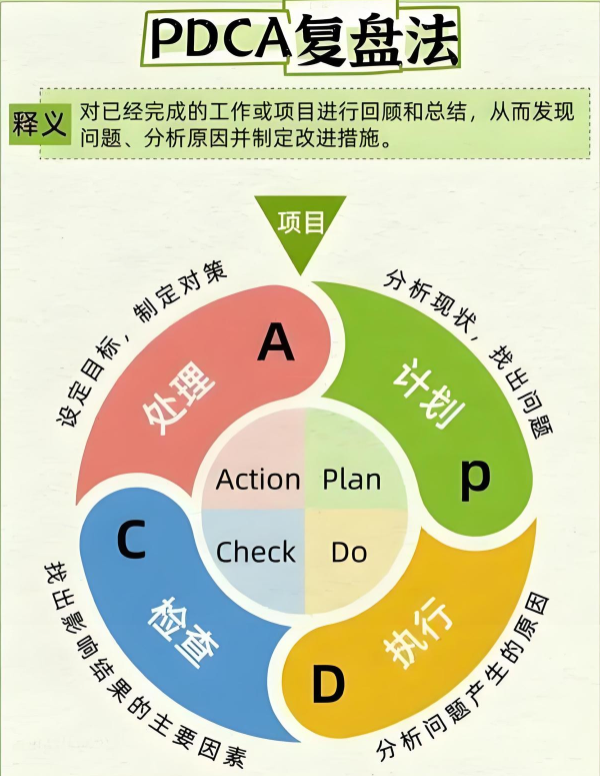 PDCA复盘法
释义
对已经完成的工作或项目进行回顾和总结，从而发现
问题、分析原因并制定改进措施。
项目
设定目标，制定对策
分析现状，找出问题
A
处理
计划
p
Action
Plan
Check
Do
C
检查
执行
D
找出影响结果的主要因素
分析问题产生的原因